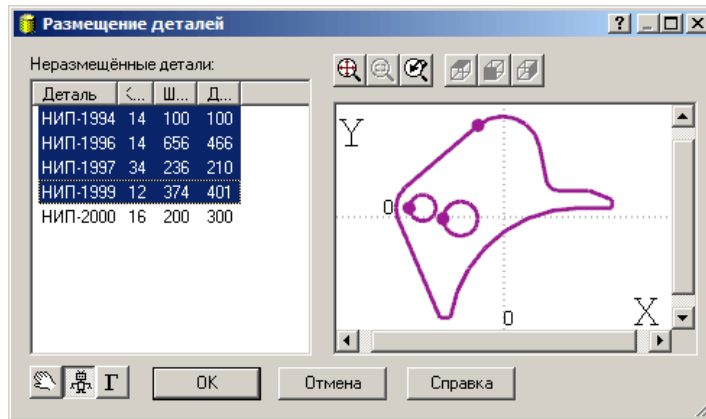 Размещение деталей
Неразмещённые детали:
Деталь К... Ш... Д...
НИП-1994 14 100 100
НИП-1996 14 656 466
НИП-1997 34 236 210
НИП-1999 12 374 401
НИП-2000 16 200 300
Y
0
0
X
Г
OK
Отмена
Справка